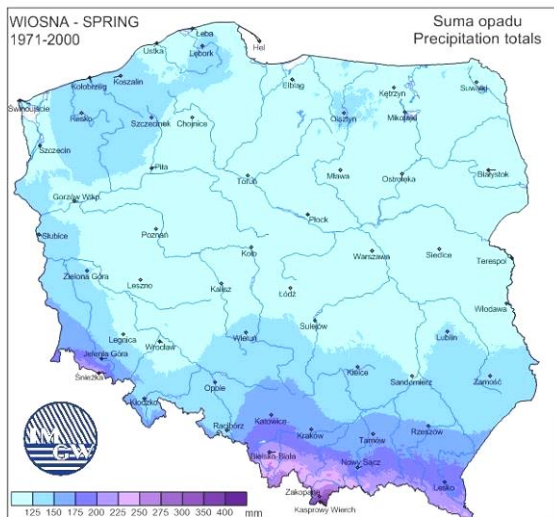 WIOSNA - SPRING
1971-2000
Suma opadu
Precipitation totals
Łeba
Hel
Ustka
Lębork
Koszalin
Kołobrzeg
Elbląg
Kętrzyn
Suwałki
Świnoujście
Resko
Szczecinek
Chojnice
Olsztyn
Mikołajki
Szczecin
Piła
Toruń
Mława
Ostrołęka
Białystok
Gorzów Wlkp.
Płock
Słubice
Poznań
Koło
Warszawa
Siedlce
Terespol
Zielona Góra
Leszno
Kalisz
Łódź
Włodawa
Sulejów
Legnica
Wrocław
Wieluń
Lublin
Jelenia Góra
Śnieżka
Kielce
Sandomierz
Zamość
Opole
Kłodzko
Racibórz
Katowice
Kraków
Tarnów
Rzeszów
Bielsko-Biała
Nowy Sącz
Lesko
Zakopane
Kasprowy Wierch
IMGW
125 150 175 200 225 250 275 300 350 400 mm